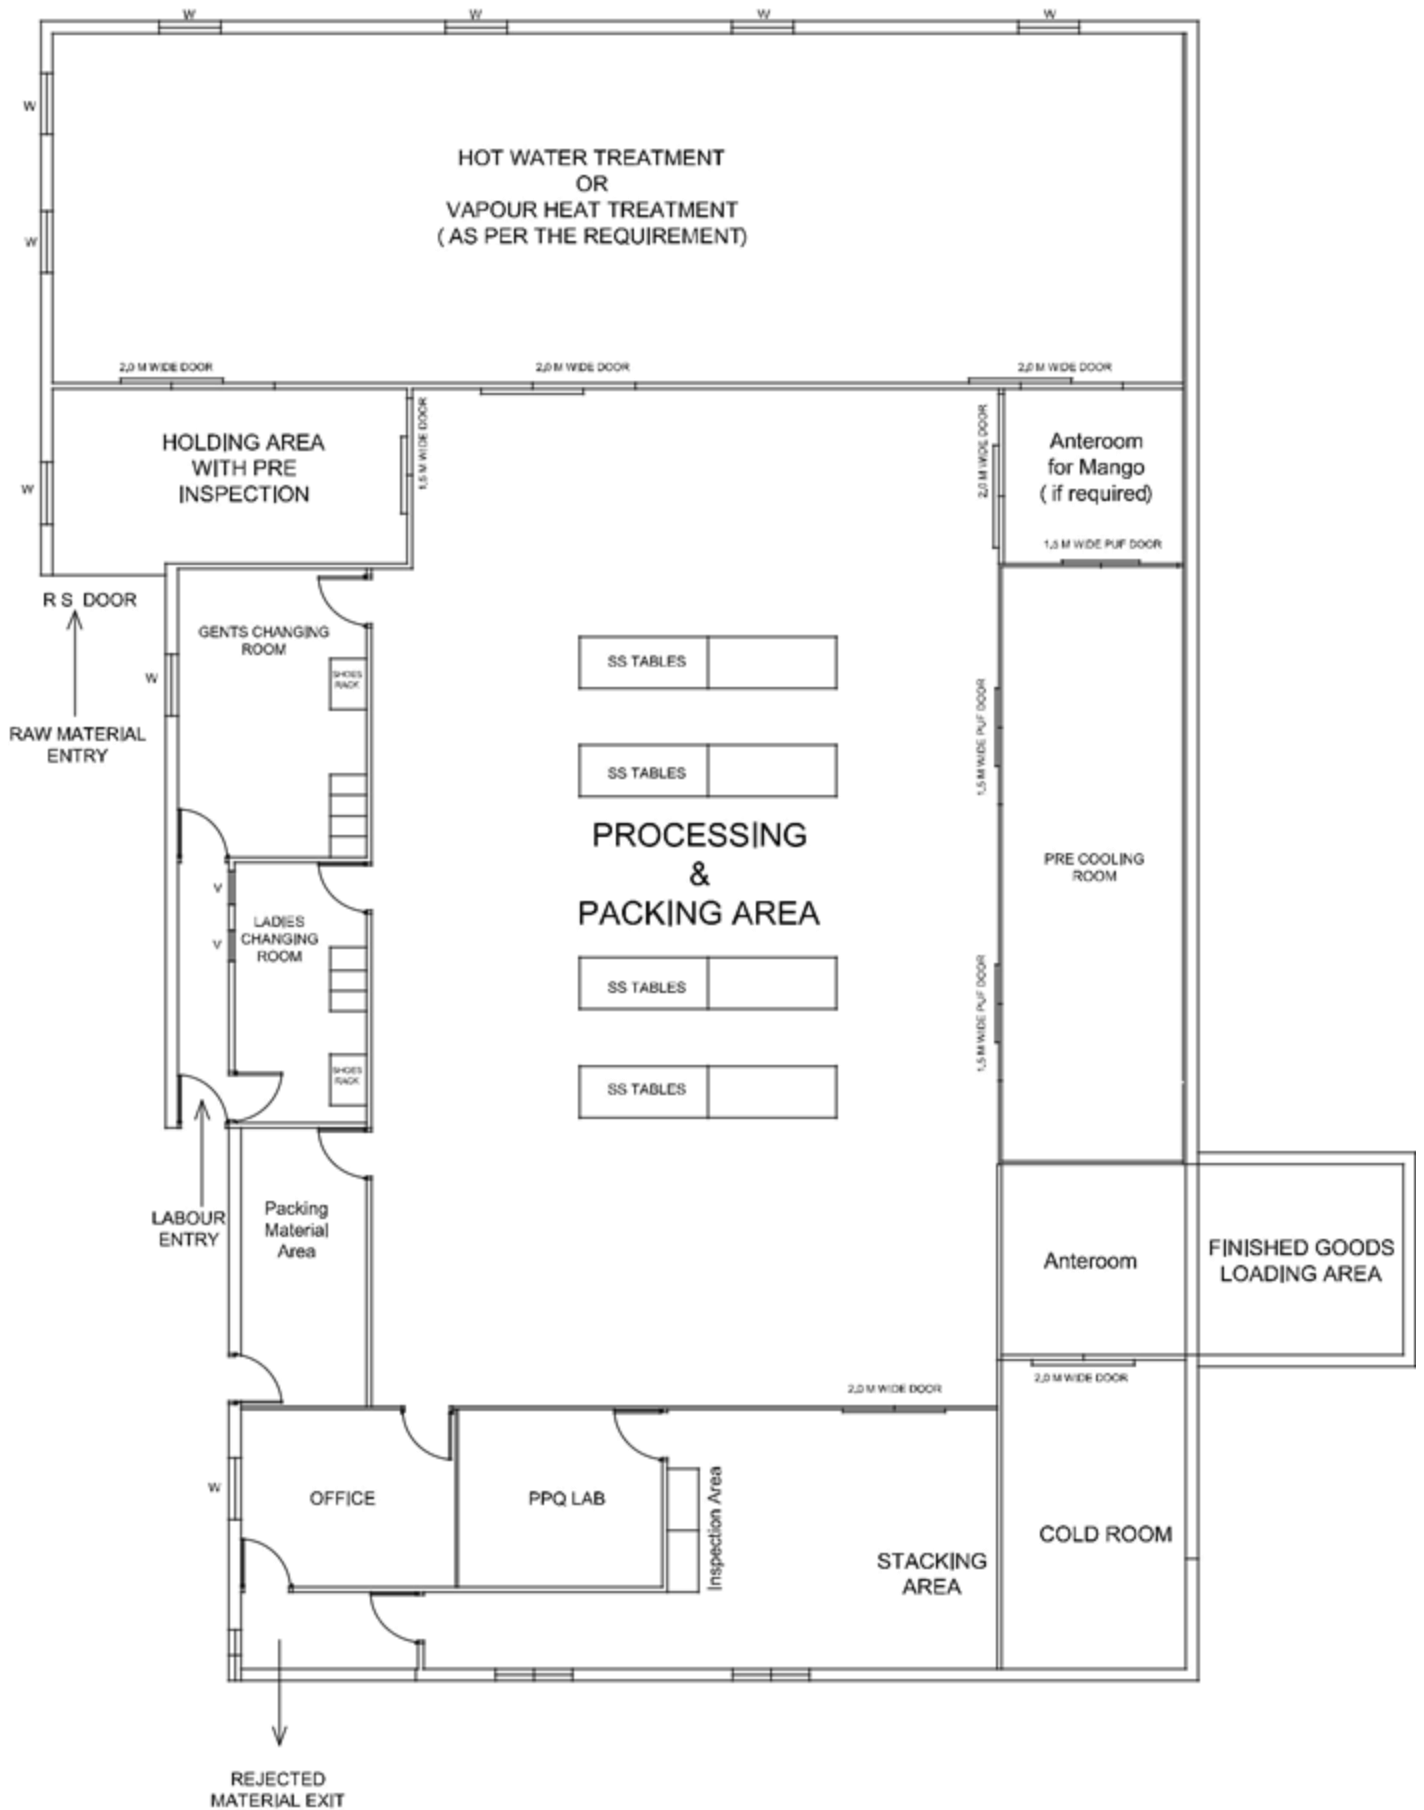 W
W
W
W
W
HOT WATER TREATMENT
OR
VAPOUR HEAT TREATMENT
( AS PER THE REQUIREMENT)
W
2,0 M WIDE DOOR
2,0 M WIDE DOOR
2,0 M WIDE DOOR
HOLDING AREA
WITH PRE
INSPECTION
1,5 M WIDE DOOR
2,0 M WIDE DOOR
Anteroom
for Mango
( if required)
W
1,5 M WIDE PUF DOOR
R S DOOR
GENTS CHANGING
ROOM
SHOES
RACK
W
SS TABLES
RAW MATERIAL
ENTRY
1,5 M WIDE PUF DOOR
SS TABLES
PROCESSING
&
PACKING AREA
PRE COOLING
ROOM
V
V
LADIES
CHANGING
ROOM
SS TABLES
1,5 M WIDE PUF DOOR
SHOES
RACK
SS TABLES
LABOUR
ENTRY
Packing
Material
Area
Anteroom
FINISHED GOODS
LOADING AREA
2,0 M WIDE DOOR
2,0 M WIDE DOOR
W
OFFICE
PPQ LAB
Inspection Area
STACKING
AREA
COLD ROOM
REJECTED
MATERIAL EXIT